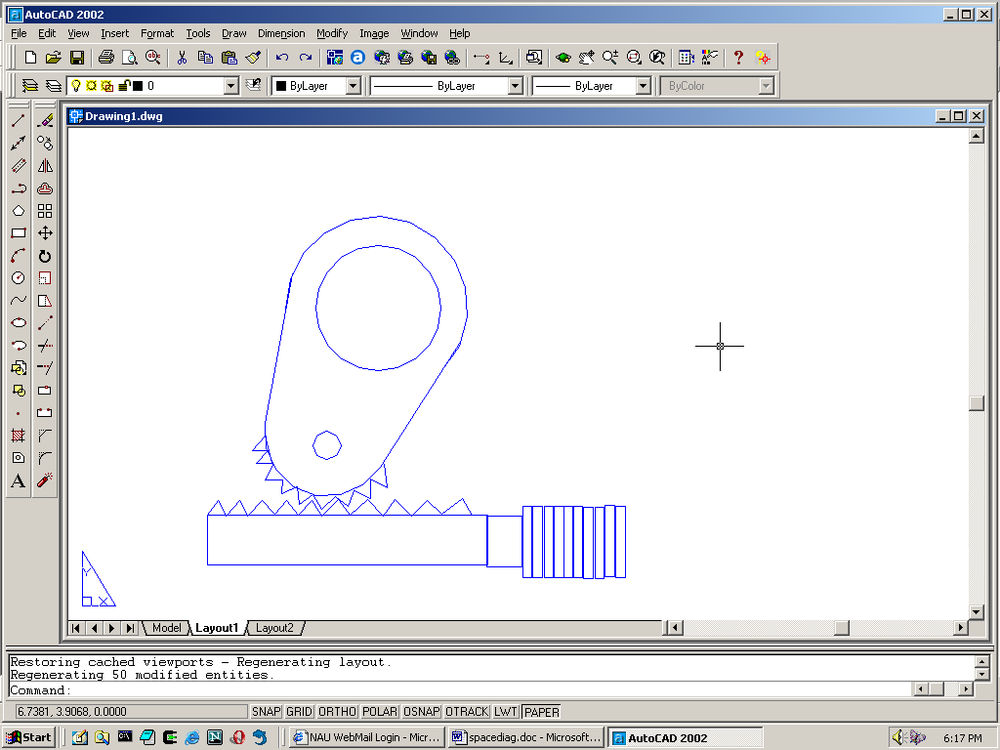 AutoCAD 2002
File Edit View Insert Format Tools Draw Dimension Modify Image Window Help
0 ByLayer ByLayer ByLayer ByColor
Drawing1.dwg
A
Y
X
Model Layout1 Layout2
Restoring cached viewports - Regenerating layout.
Regenerating 50 modified entities.
Command:
6.7381, 3.9068, 0.0000 SNAP GRID ORTHO POLAR OSNAP OTRACK LWT PAPER
Start NAU WebMail Login - Micr... spacediag.doc - Microsoft... AutoCAD 2002 6:17 PM